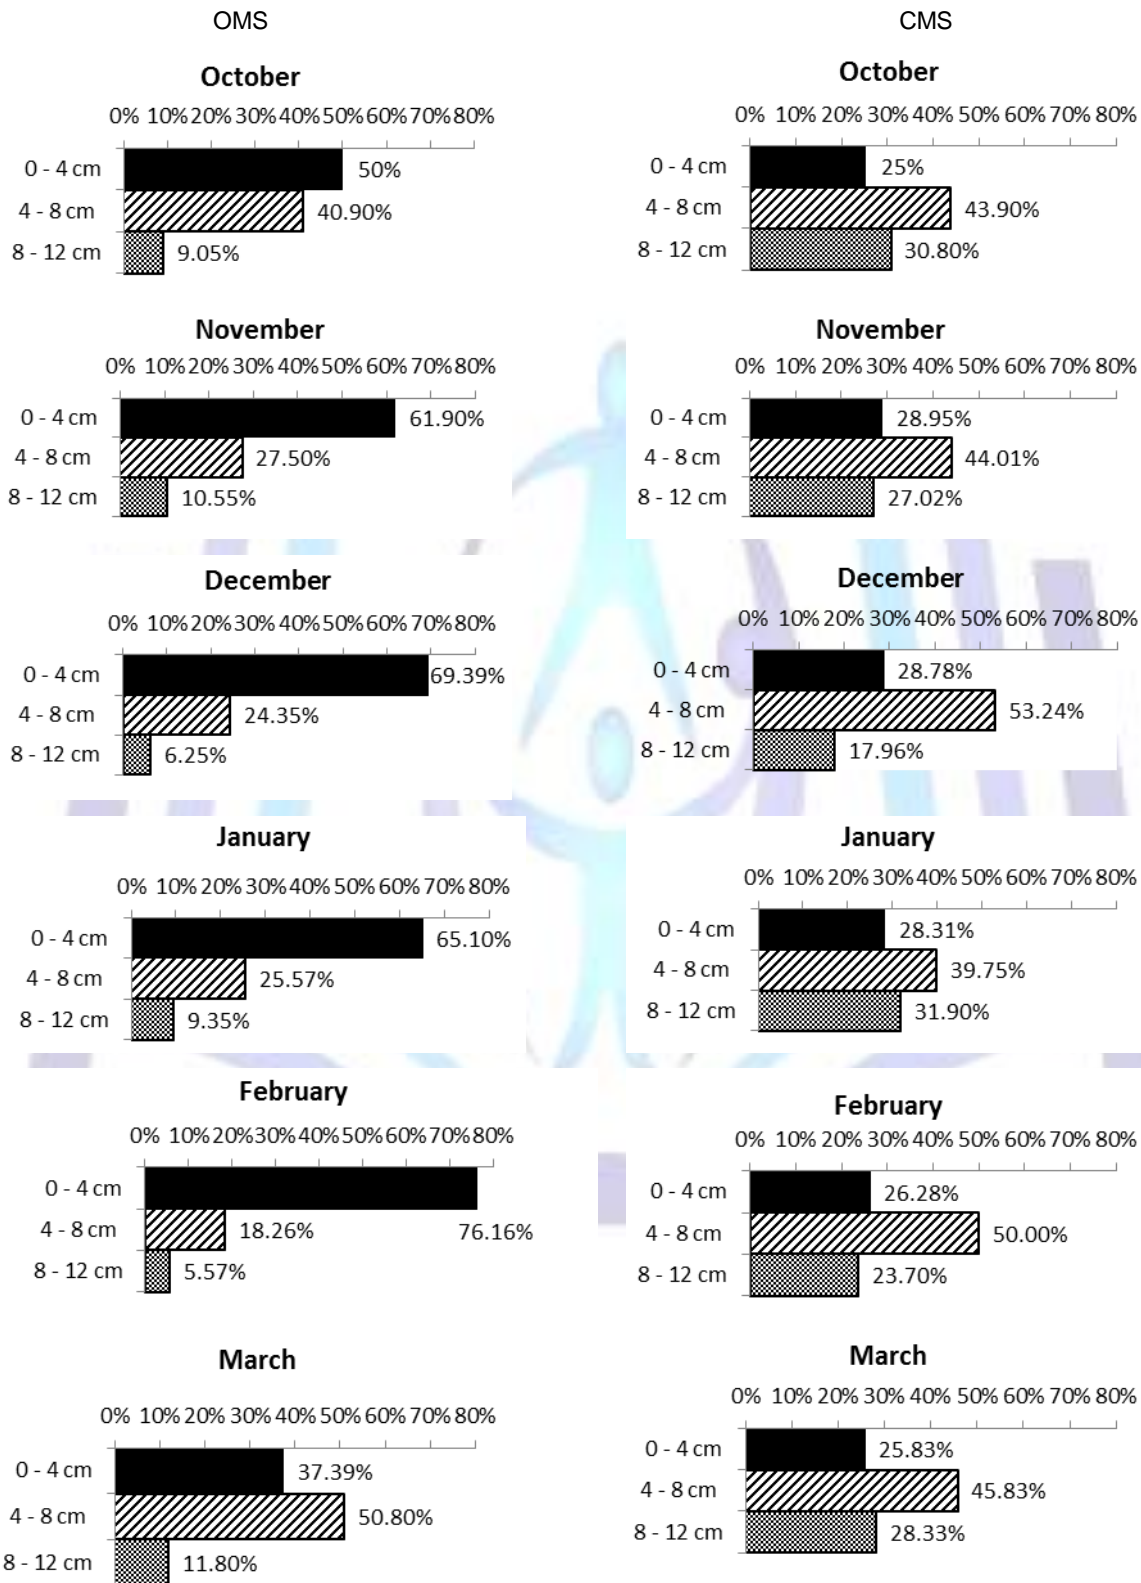 OMS
CMS
October
0% 10% 20% 30% 40% 50% 60% 70% 80%
0 - 4 cm 50%
4 - 8 cm 40.90%
8 - 12 cm 9.05%
October
0% 10% 20% 30% 40% 50% 60% 70% 80%
0 - 4 cm 25%
4 - 8 cm 43.90%
8 - 12 cm 30.80%
November
0% 10% 20% 30% 40% 50% 60% 70% 80%
0 - 4 cm 61.90%
4 - 8 cm 27.50%
8 - 12 cm 10.55%
November
0% 10% 20% 30% 40% 50% 60% 70% 80%
0 - 4 cm 28.95%
4 - 8 cm 44.01%
8 - 12 cm 27.02%
December
0% 10% 20% 30% 40% 50% 60% 70% 80%
0 - 4 cm 69.39%
4 - 8 cm 24.35%
8 - 12 cm 6.25%
December
0% 10% 20% 30% 40% 50% 60% 70% 80%
0 - 4 cm 28.78%
4 - 8 cm 53.24%
8 - 12 cm 17.96%
January
0% 10% 20% 30% 40% 50% 60% 70% 80%
0 - 4 cm 65.10%
4 - 8 cm 25.57%
8 - 12 cm 9.35%
January
0% 10% 20% 30% 40% 50% 60% 70% 80%
0 - 4 cm 28.31%
4 - 8 cm 39.75%
8 - 12 cm 31.90%
February
0% 10% 20% 30% 40% 50% 60% 70% 80%
0 - 4 cm
4 - 8 cm 18.26% 76.16%
8 - 12 cm 5.57%
February
0% 10% 20% 30% 40% 50% 60% 70% 80%
0 - 4 cm 26.28%
4 - 8 cm 50.00%
8 - 12 cm 23.70%
March
0% 10% 20% 30% 40% 50% 60% 70% 80%
0 - 4 cm 37.39%
4 - 8 cm 50.80%
8 - 12 cm 11.80%
March
0% 10% 20% 30% 40% 50% 60% 70% 80%
0 - 4 cm 25.83%
4 - 8 cm 45.83%
8 - 12 cm 28.33%